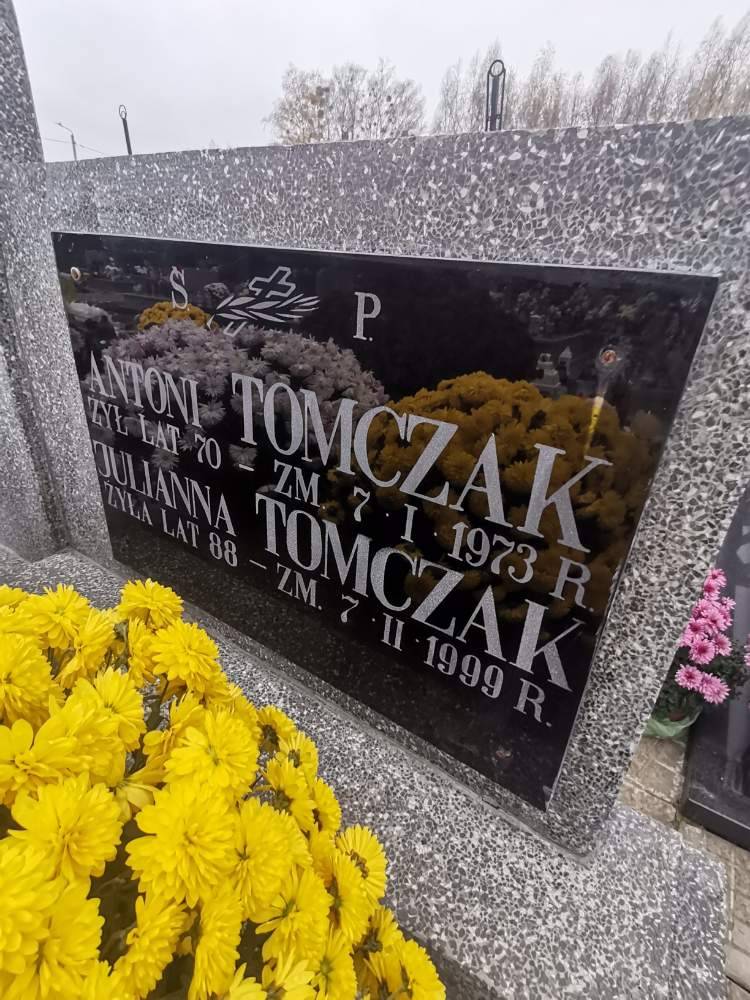 Ś P.
ANTONI TOMCZAK
ŻYŁ LAT 70 – ZM. 7·I·1973 R.
JULIANNA TOMCZAK
ŻYŁA LAT 88 – ZM. 7·II·1999 R.